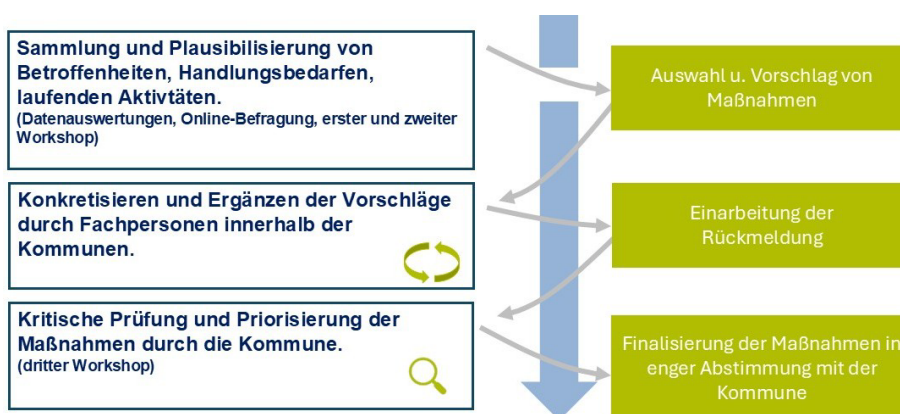 Sammlung und Plausibilisierung von
Betroffenheiten, Handlungsbedarfen,
laufenden Aktivtäten.
(Datenauswertungen, Online-Befragung, erster und zweiter
Workshop)
Auswahl u. Vorschlag von
Maßnahmen
Konkretisieren und Ergänzen der Vorschläge
durch Fachpersonen innerhalb der
Kommunen.
Einarbeitung der
Rückmeldung
Kritische Prüfung und Priorisierung der
Maßnahmen durch die Kommune.
(dritter Workshop)
Finalisierung der Maßnahmen in
enger Abstimmung mit der
Kommune